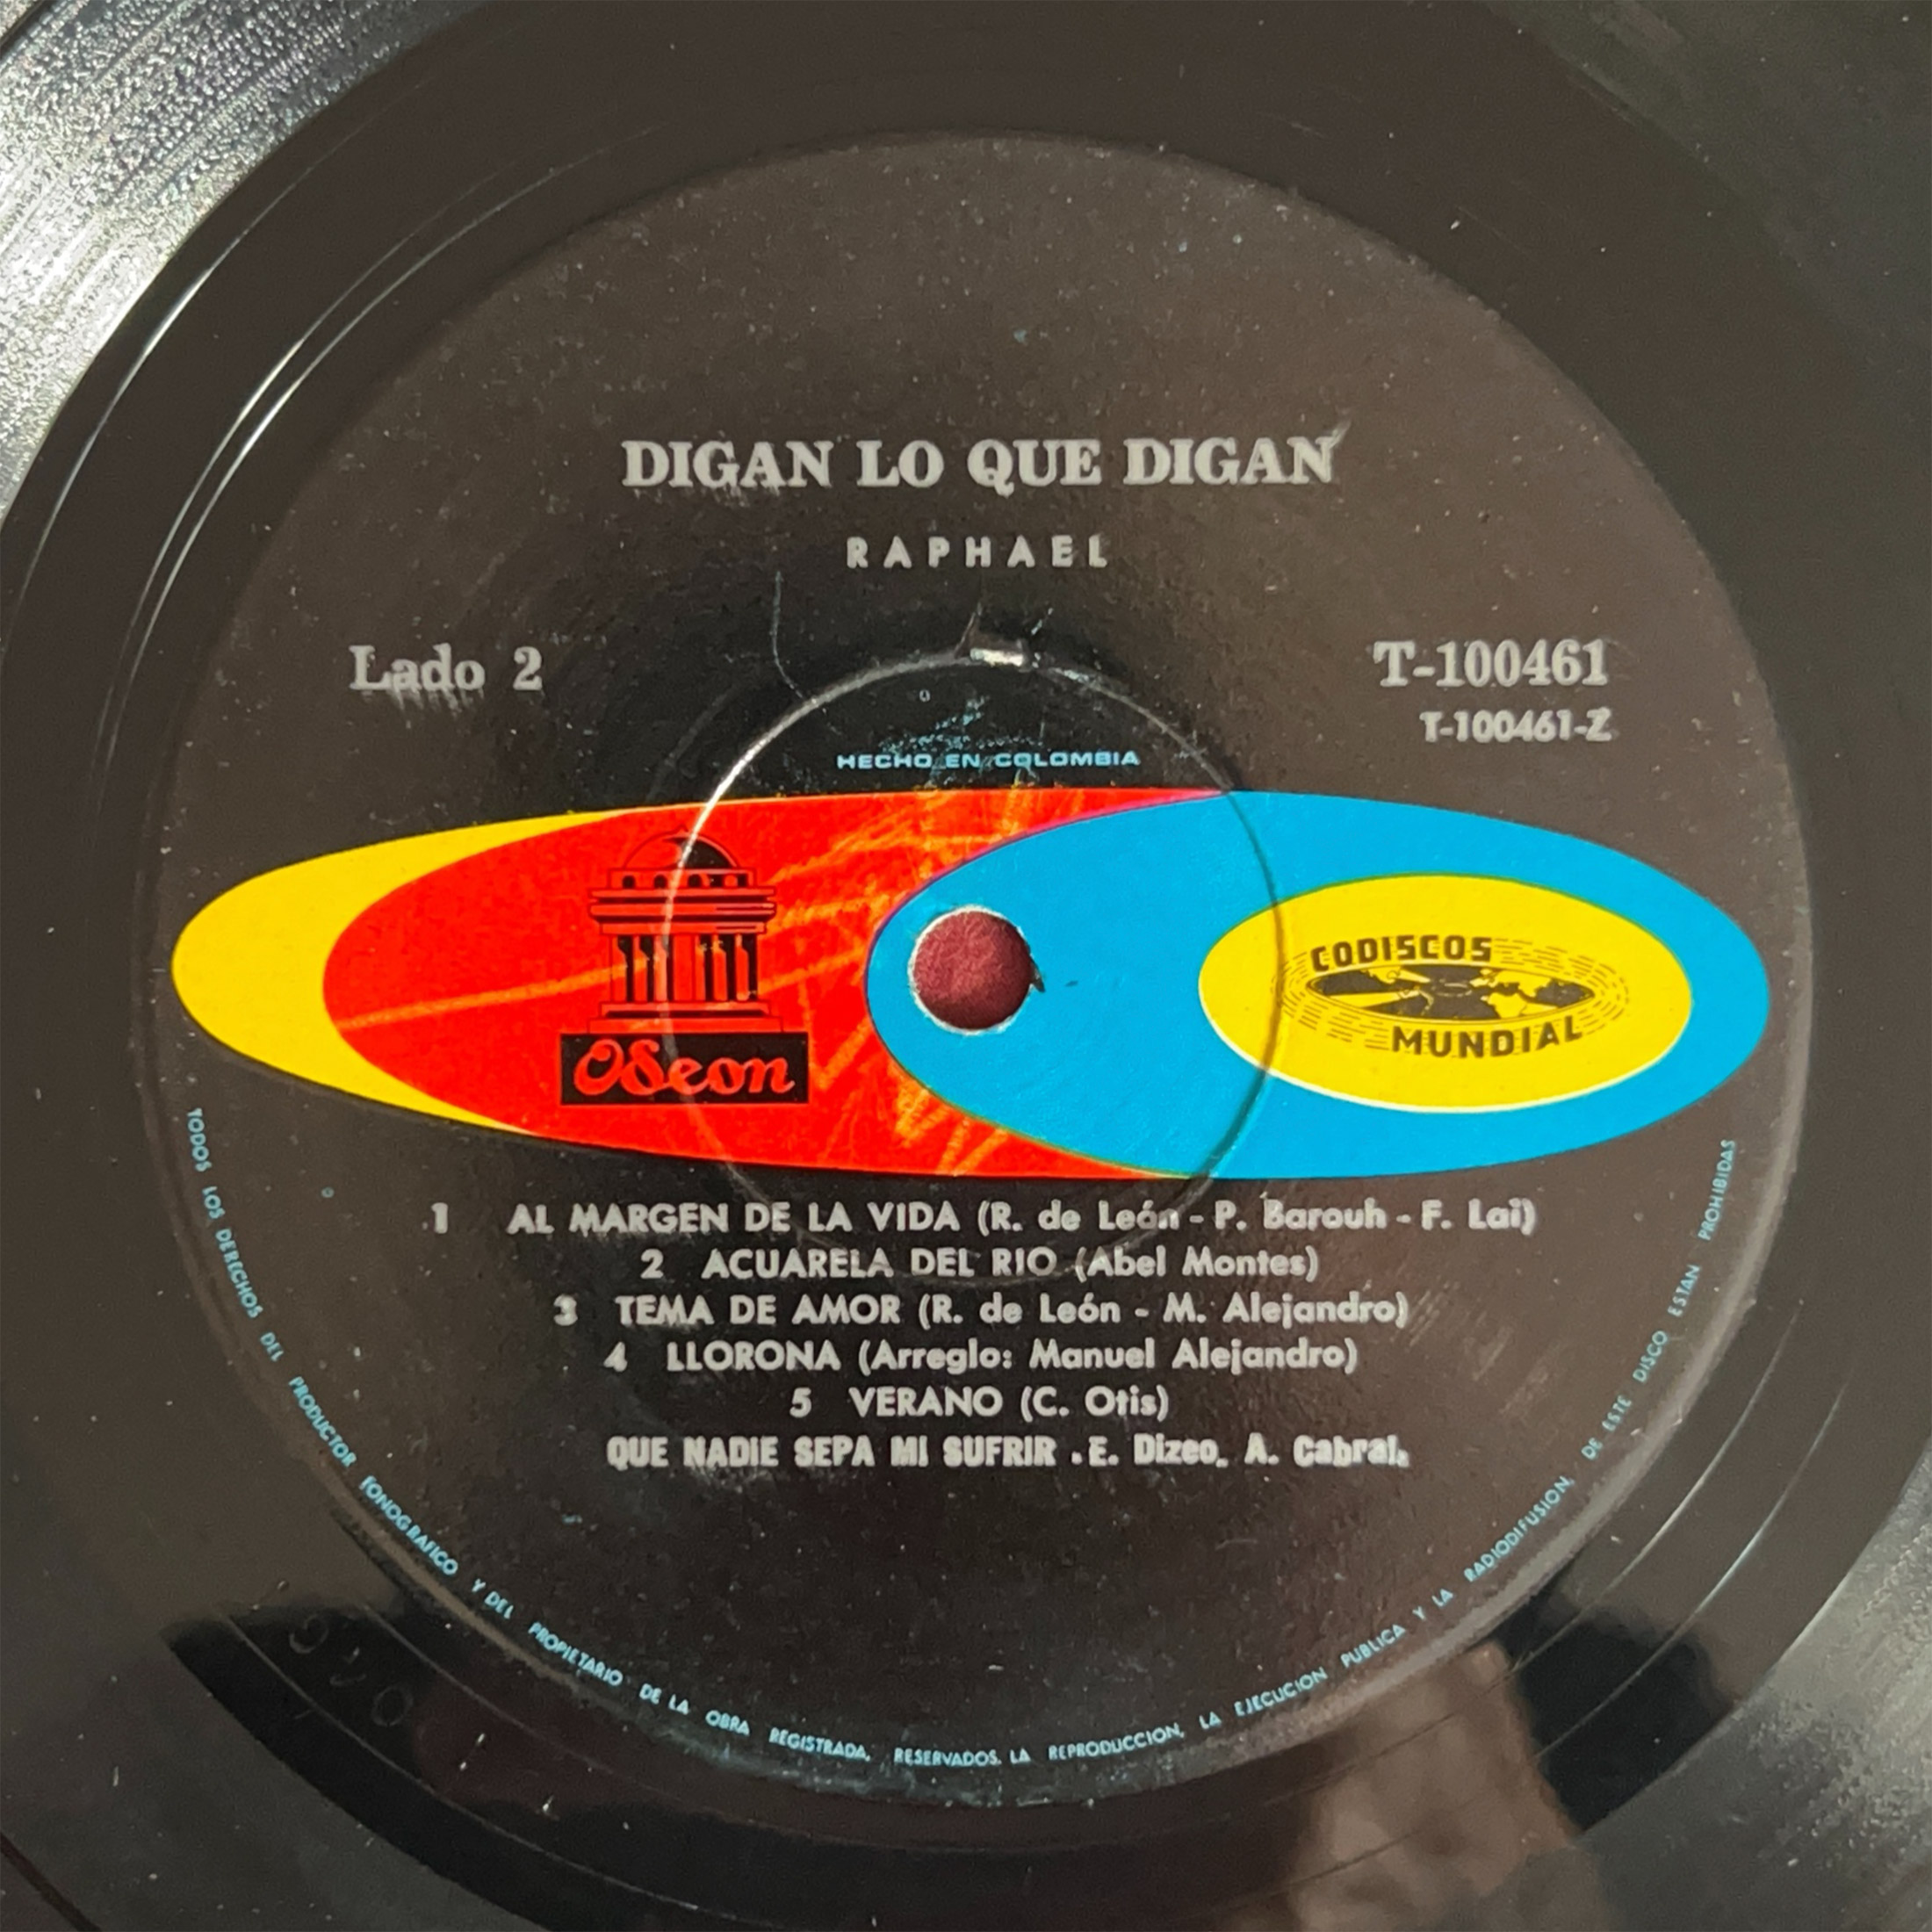 DIGAN LO QUE DIGAN
RAPHAEL
Lado 2
T-100461
T-100461-Z
HECHO EN COLOMBIA
Odeon
CODISCOS
MUNDIAL
1 AL MARGEN DE LA VIDA (R. de León - P. Barouh - F. Lai)
2 ACUARELA DEL RIO (Abel Montes)
3 TEMA DE AMOR (R. de León - M. Alejandro)
4 LLORONA (Arreglo: Manuel Alejandro)
5 VERANO (C. Otis)
QUE NADIE SEPA MI SUFRIR . E. Dizeo. A. Cabral.
TODOS LOS DERECHOS DEL PRODUCTOR FONOGRAFICO Y DEL PROPIETARIO DE LA OBRA REGISTRADA, RESERVADOS. LA REPRODUCCION, LA EJECUCION PUBLICA Y LA RADIODIFUSION, DE ESTE DISCO ESTAN PROHIBIDAS